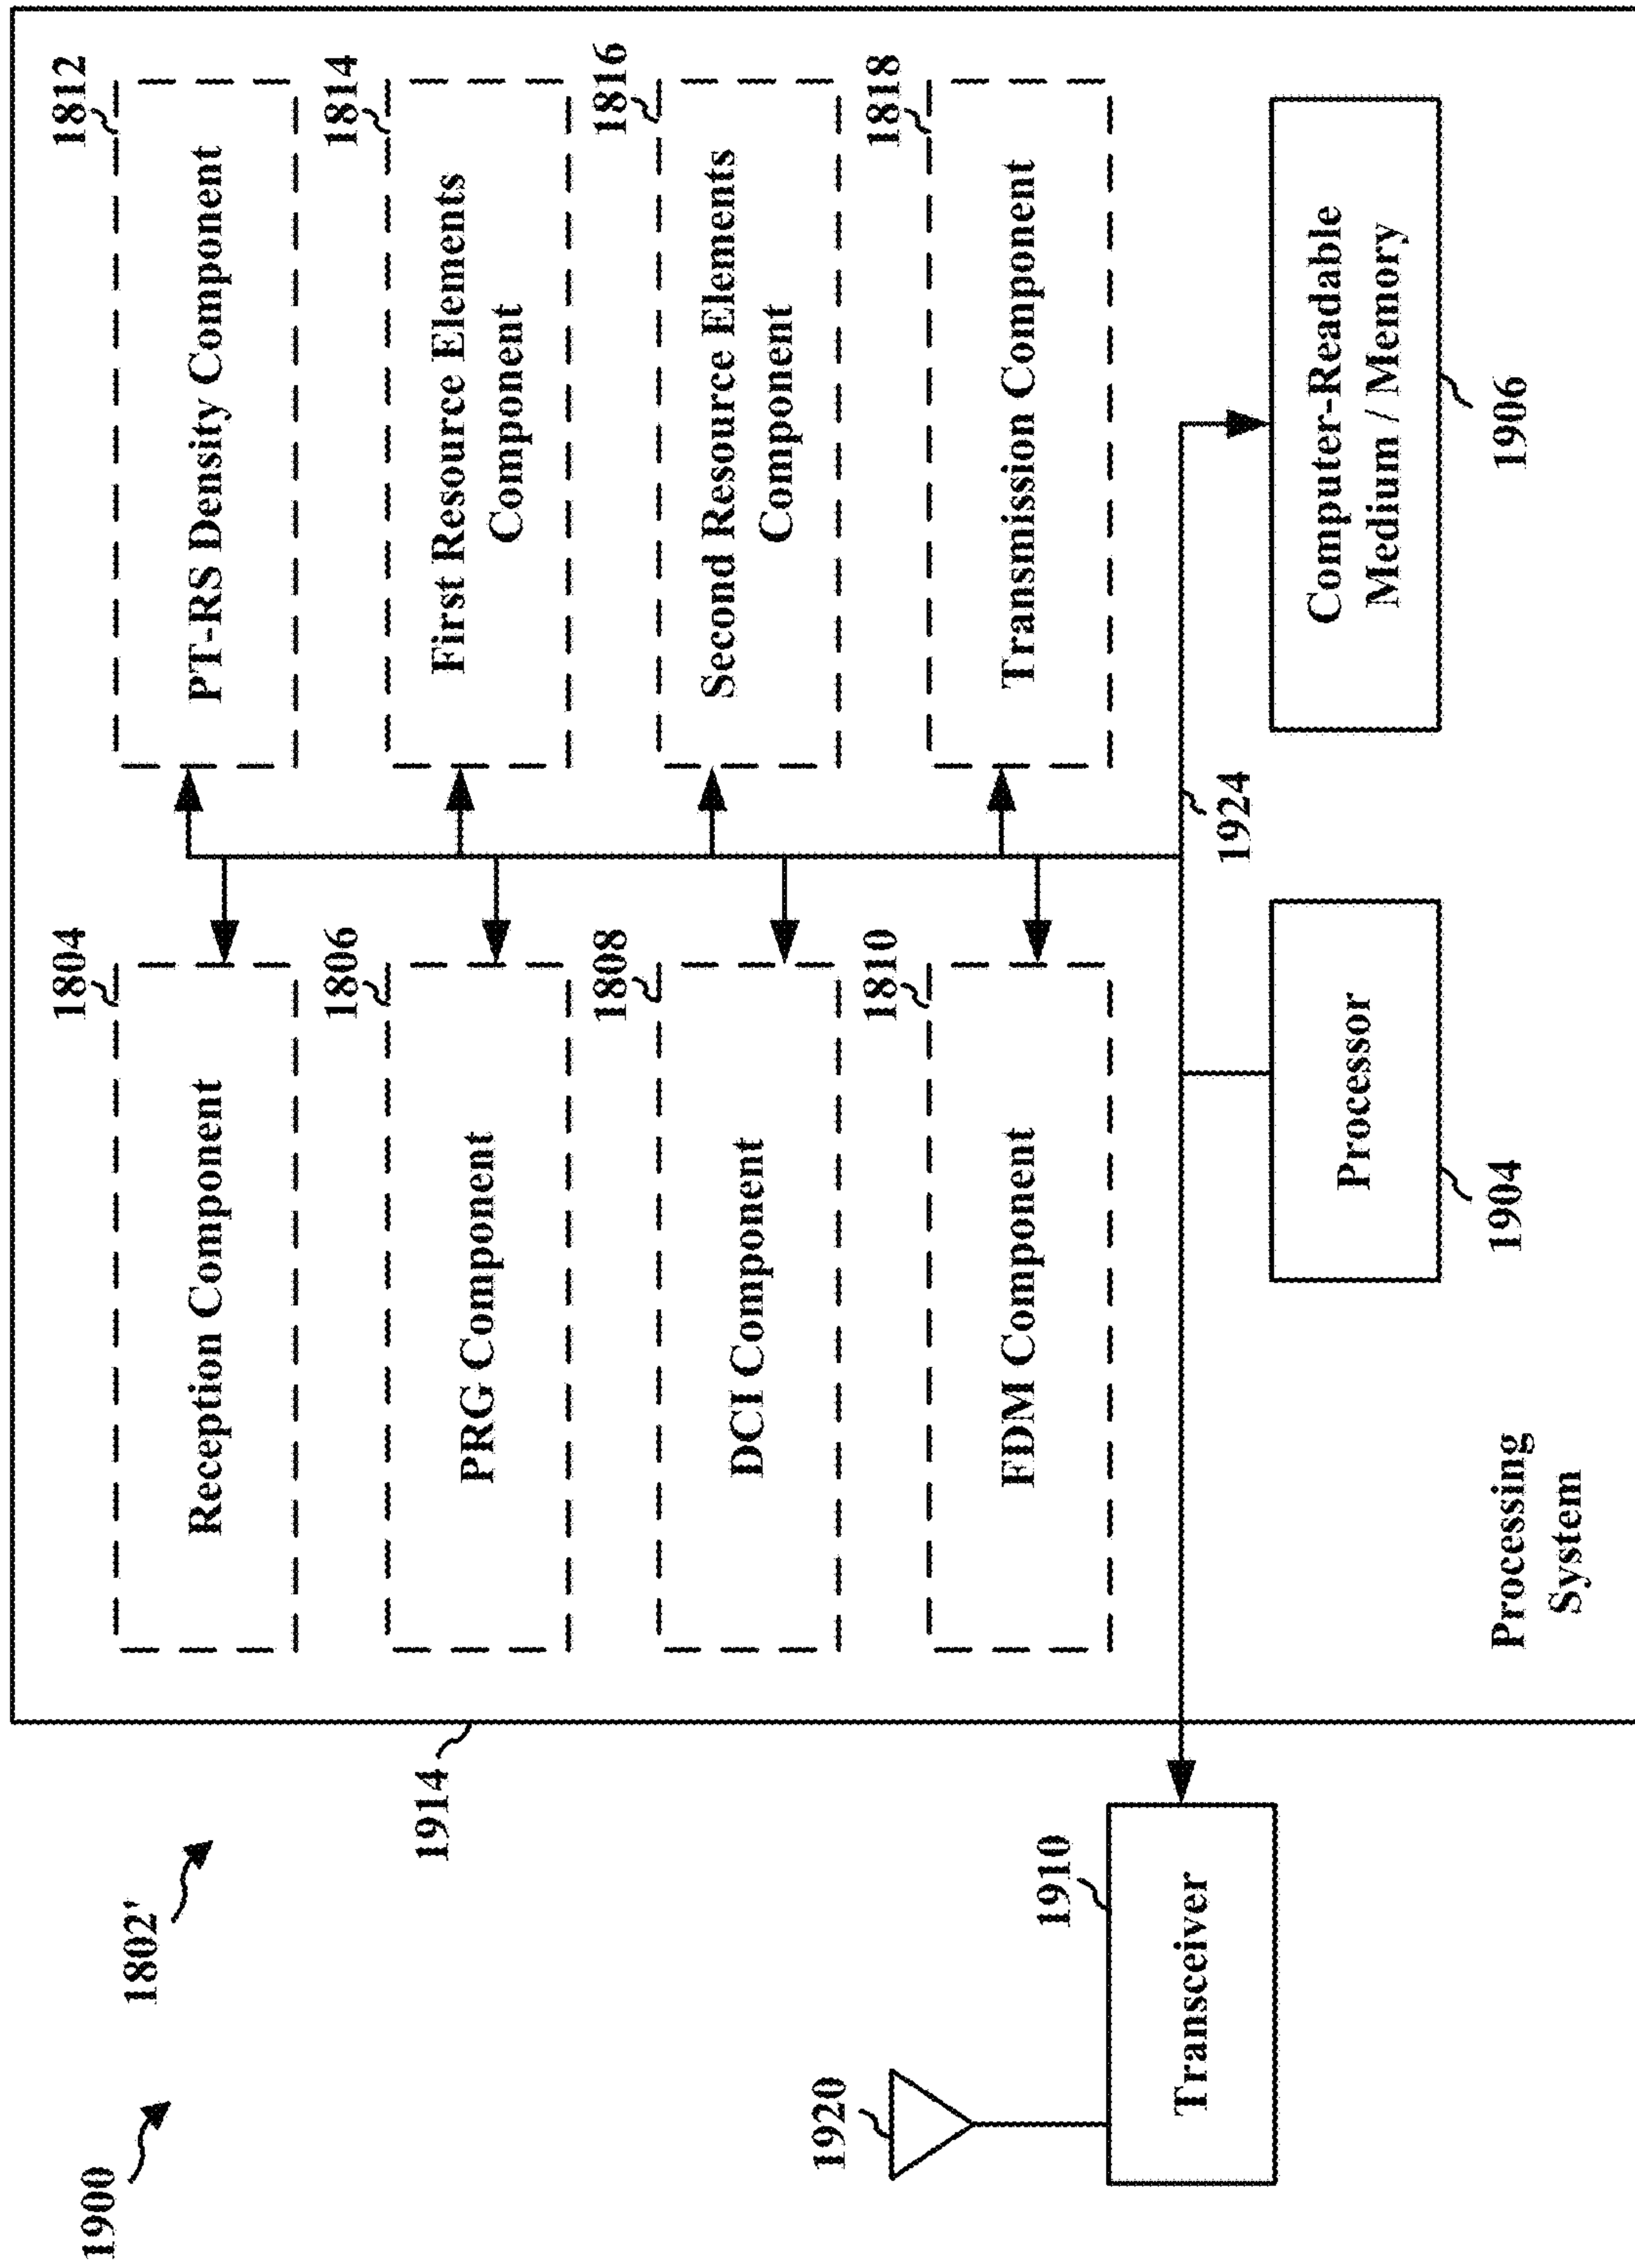 1900
1802'
1914
1804
Reception Component
1812
PT-RS Density Component
1806
PRG Component
1814
First Resource Elements
Component
1808
DCI Component
1816
Second Resource Elements
Component
1810
FDM Component
1818
Transmission Component
1920
1910
Transceiver
1924
Processor
1904
Computer-Readable
Medium / Memory
1906
Processing
System